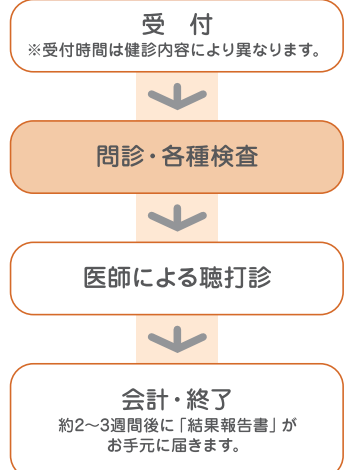 受　付
※受付時間は健診内容により異なります。
問診・各種検査
医師による聴打診
会計・終了
約2〜3週間後に「結果報告書」が
お手元に届きます。